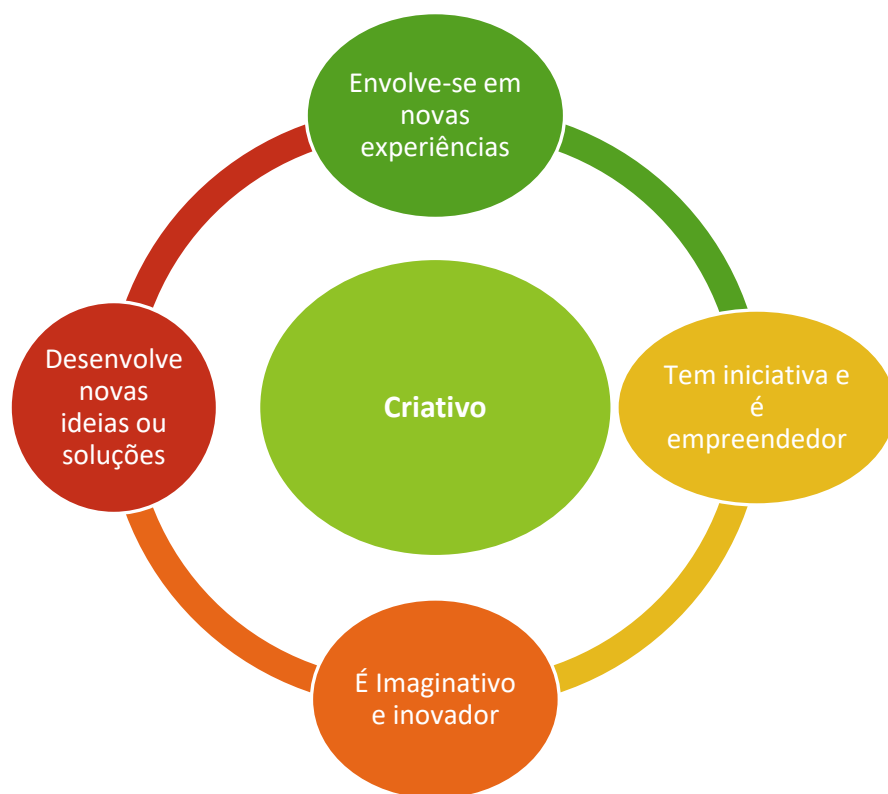 Envolve-se em
novas
experiências
Desenvolve
novas
ideias ou
soluções
Criativo
Tem iniciativa e
é
empreendedor
É Imaginativo
e inovador